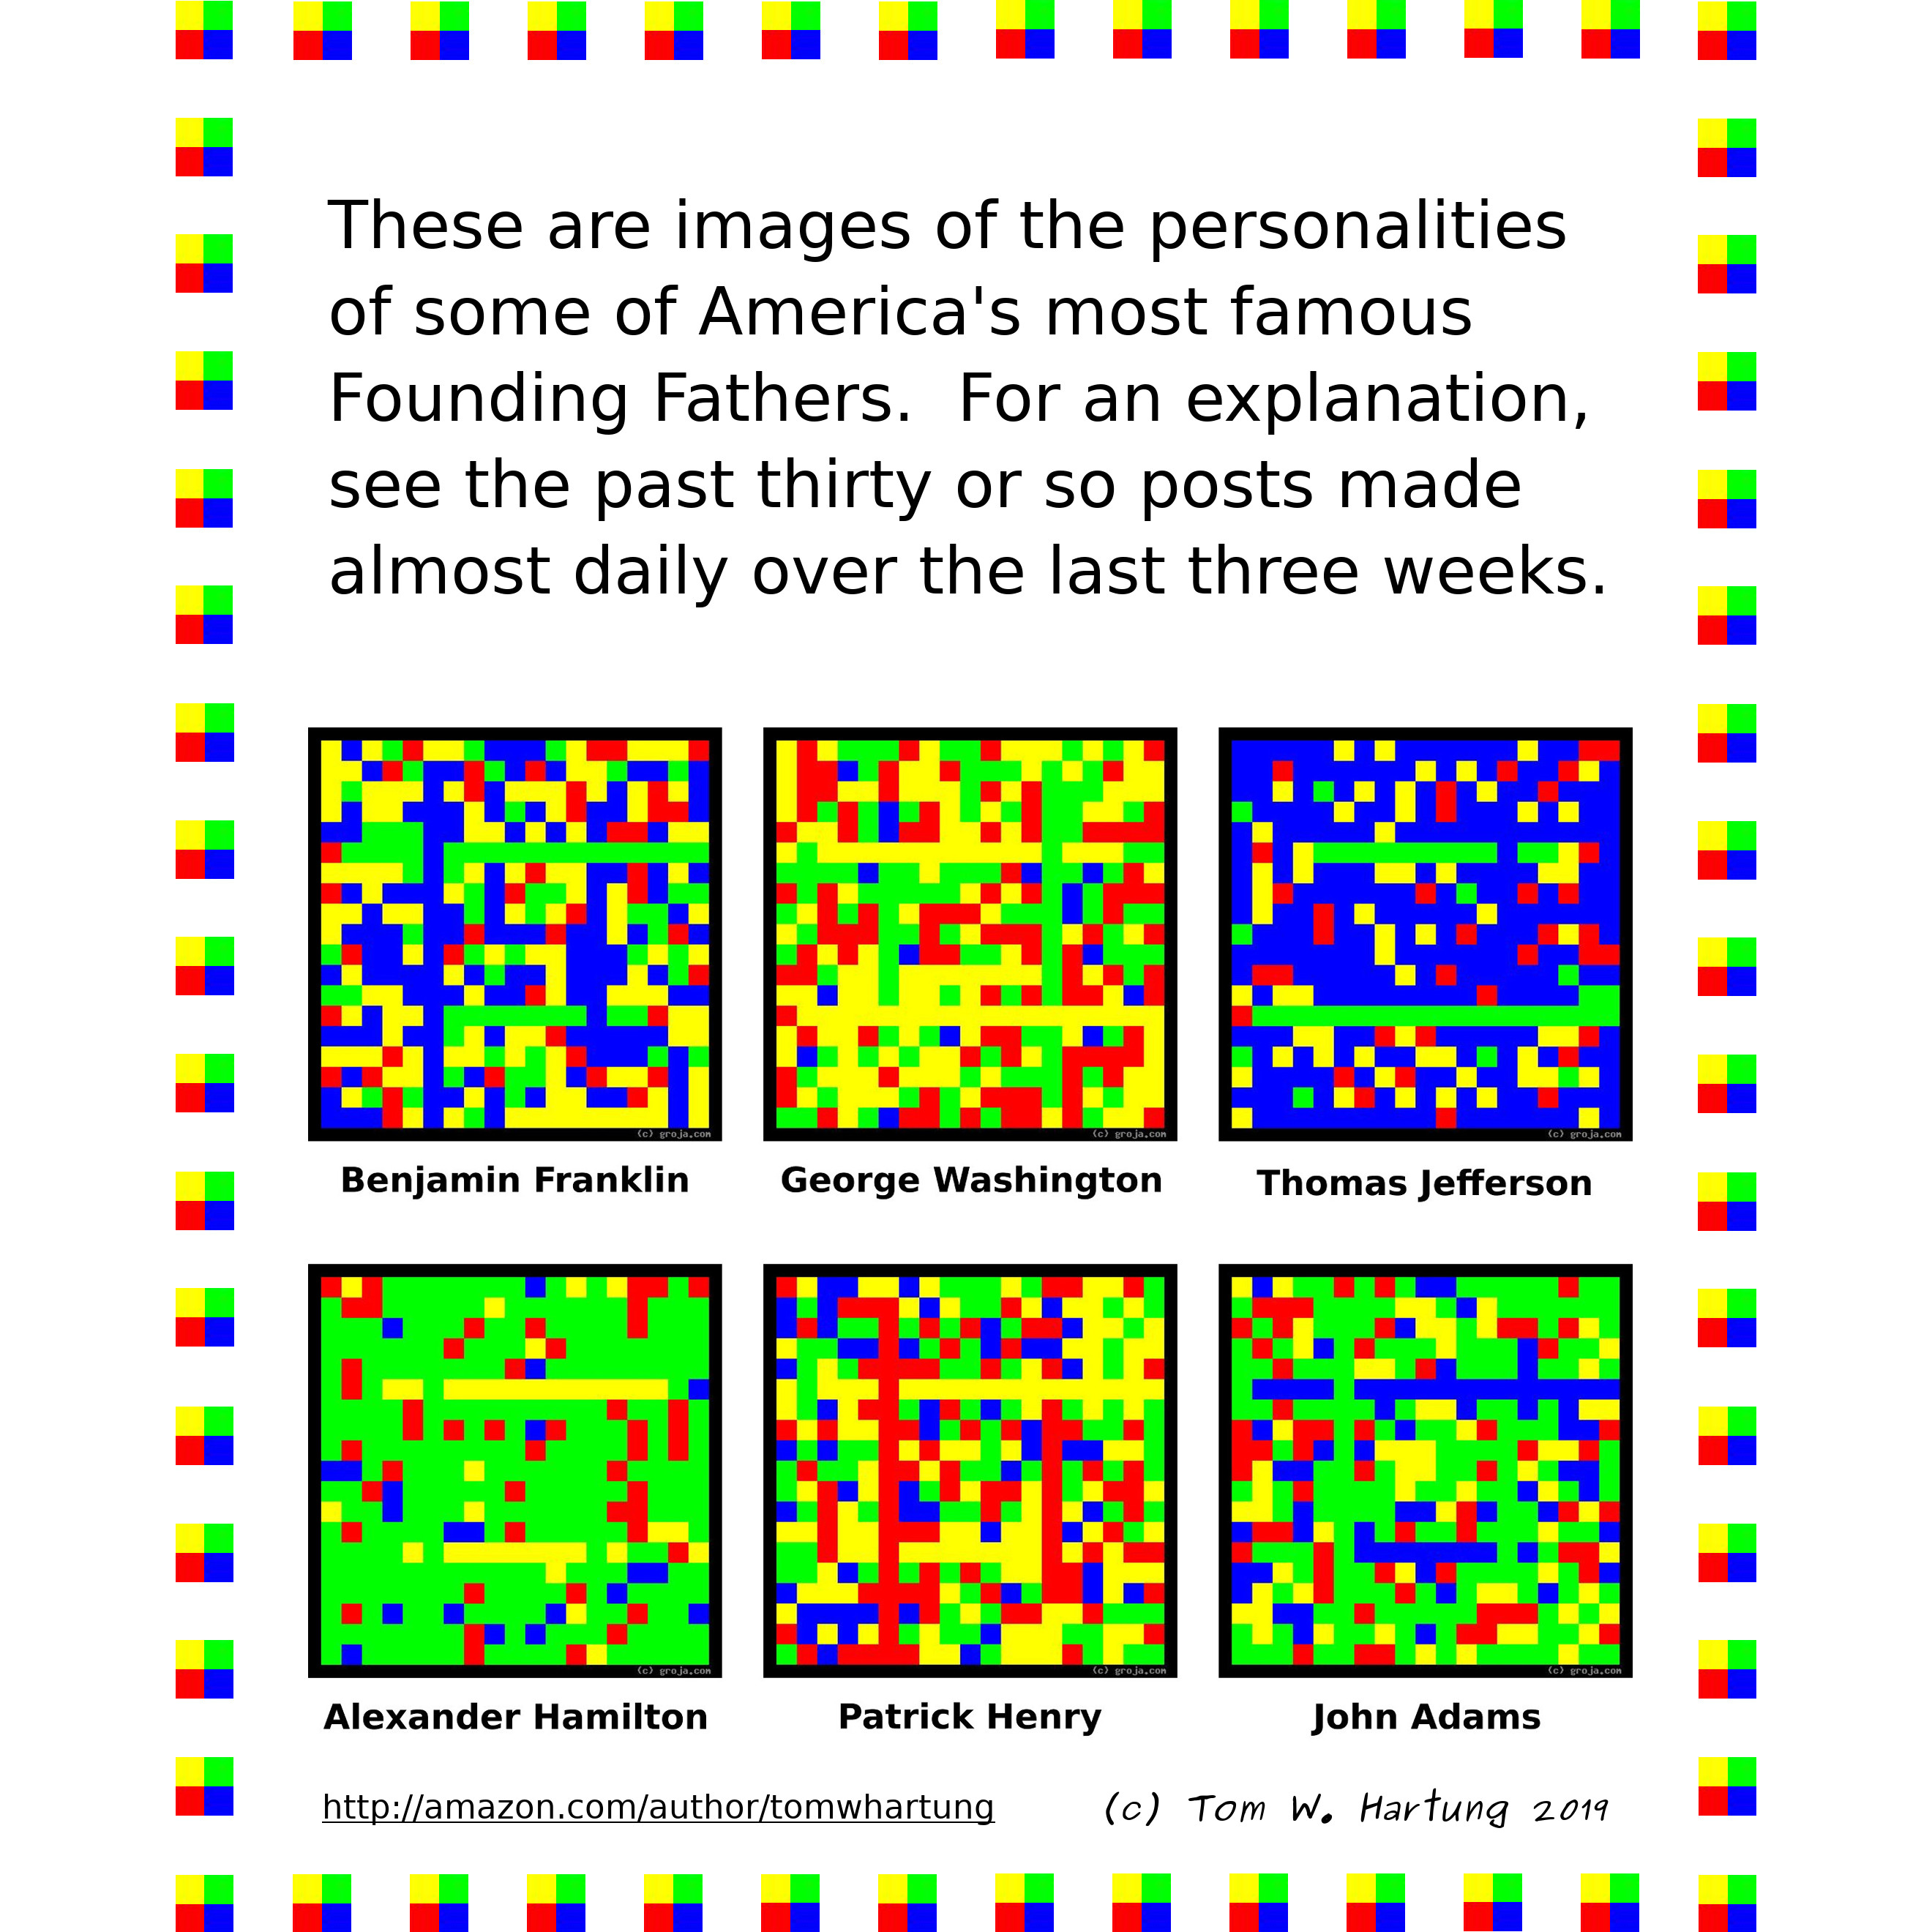 These are images of the personalities
of some of America's most famous
Founding Fathers.  For an explanation,
see the past thirty or so posts made
almost daily over the last three weeks.
(c) groja.com
(c) groja.com
(c) groja.com
Benjamin Franklin
George Washington
Thomas Jefferson
(c) groja.com
(c) groja.com
(c) groja.com
Alexander Hamilton
Patrick Henry
John Adams
http://amazon.com/author/tomwhartung
(c) Tom W. Hartung 2019